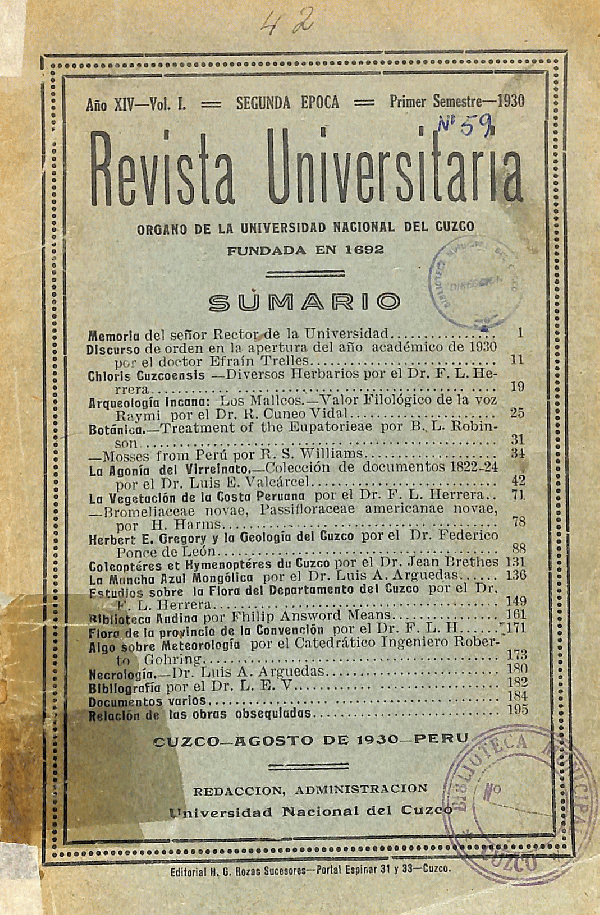 42
Año XIV—Vol. I. = SEGUNDA EPOCA = Primer Semestre—1930
Nº 59
Revista Universitaria
ORGANO DE LA UNIVERSIDAD NACIONAL DEL CUZCO
FUNDADA EN 1692
BIBLIOTECA MUNICIPAL DEL CUZCO
DIRECCION
SUMARIO
Memoria del señor Rector de la Universidad............... 1
Discurso de orden en la apertura del año académico de 1930
por el doctor Efraín Trelles........................... 11
Chloris Cuzcoensis —Diversos Herbarios por el Dr. F. L. He-
rrera.................................................. 19
Arqueología Incana: Los Mallcos.—Valor Filológico de la voz
Raymi por el Dr. R. Cuneo Vidal..................... 25
Botánica.—Treatment of the Eupatorieae por B. L. Robin-
son.................................................... 31
—Mosses from Perú por R. S. Williams................... 34
La Agonía del Virreinato.—Colección de documentos 1822-24
por el Dr. Luis E. Valcárcel........................... 42
La Vegetación de la Costa Peruana por el Dr. F. L. Herrera.. 71
—Bromeliaceae novae, Passifloraceae americanae novae,
por H. Harms........................................... 78
Herbert E. Gregory y la Geología del Cuzco por el Dr. Federico
Ponce de León.......................................... 88
Coleoptéres et Hymenoptéres du Cuzco por el Dr. Jean Brethes 131
La Mancha Azul Mongólica por el Dr. Luis A. Arguedas...... 136
Estudios sobre la Flora del Departamento del Cuzco por el Dr.
F. L. Herrera.......................................... 149
Biblioteca Andina por Fhilip Answord Means.............. 161
Flora de la provincia de la Convención por el Dr. F. L. H..... 171
Algo sobre Meteorología por el Catedrático Ingeniero Rober-
to Gohring............................................. 173
Necrología.—Dr. Luis A. Arguedas........................ 180
Bibliografía por el Dr. L. E. V............................ 182
Documentos varios....................................... 184
Relación de las obras obsequiadas......................... 195
CUZCO—AGOSTO DE 1930—PERU
REDACCION, ADMINISTRACION
Universidad Nacional del Cuzco
BIBLIOTECA MUNICIPAL
Nº
* CUZCO *
Editorial H. G. Rozas Sucesores—Portal Espinar 31 y 33—Cuzco.